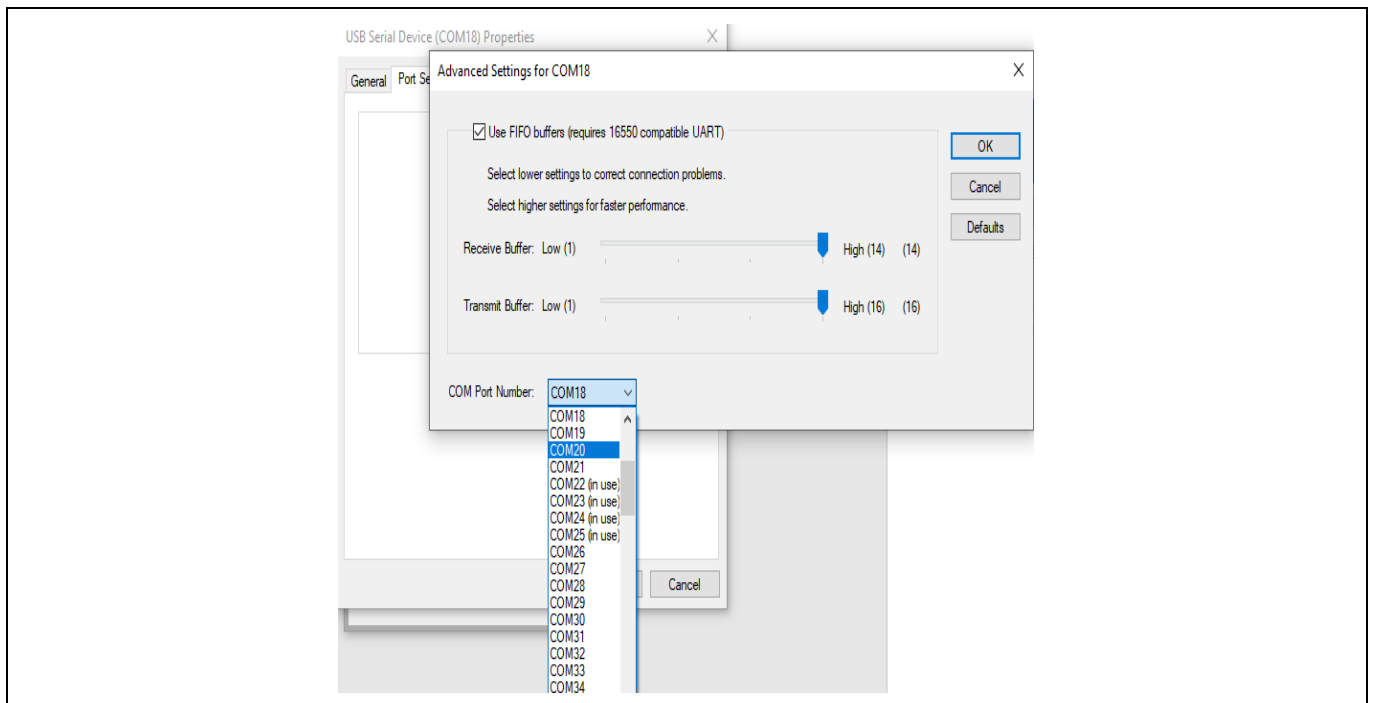 USB Serial Device (COM18) Properties
X
General
Port Se
Advanced Settings for COM18
X
Use FIFO buffers (requires 16550 compatible UART)
OK
Select lower settings to correct connection problems.
Cancel
Select higher settings for faster performance.
Defaults
Receive Buffer: Low (1) High (14) (14)
Transmit Buffer: Low (1) High (16) (16)
COM Port Number: COM18
COM18
COM19
COM20
COM21
COM22 (in use)
COM23 (in use)
COM24 (in use)
COM25 (in use)
COM26
COM27
COM28
Cancel
COM29
COM30
COM31
COM32
COM33
COM34